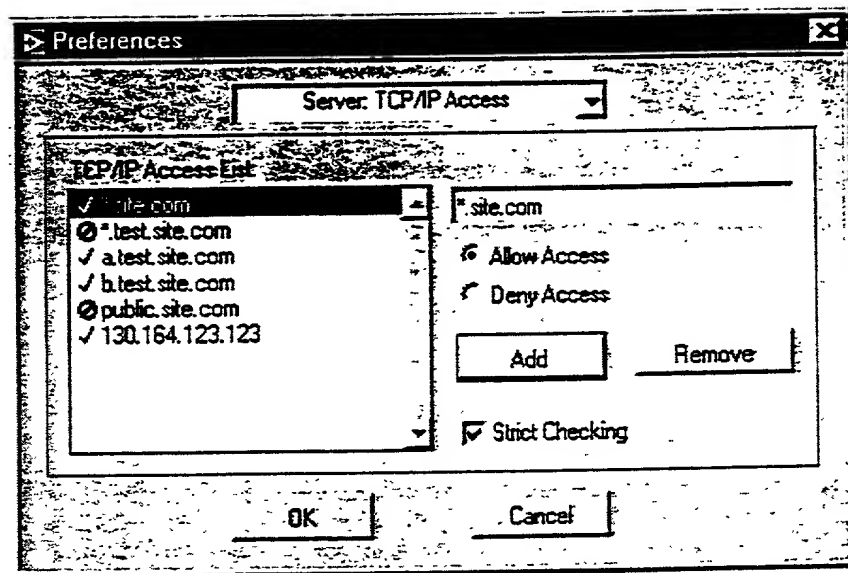 Preferences
Server: TCP/IP Access
TCP/IP Access List
*.site.com
*.test.site.com
a.test.site.com
b.test.site.com
public.site.com
130.164.123.123
*.site.com
Allow Access
Deny Access
Add
Remove
Strict Checking
OK
Cancel